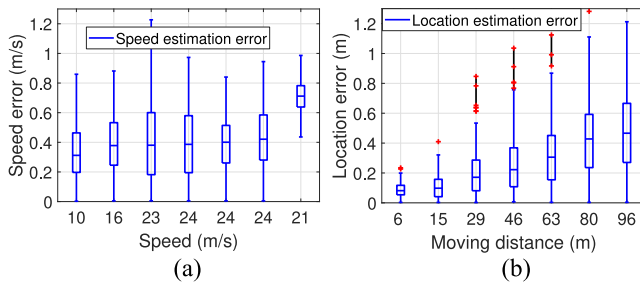 Speed estimation error
Speed error (m/s)
1.2
1
0.8
0.6
0.4
0.2
0
10 16 23 24 24 24 21
Speed (m/s)
(a)
Location estimation error
Location error (m)
1.2
1
0.8
0.6
0.4
0.2
0
6 15 29 46 63 80 96
Moving distance (m)
(b)